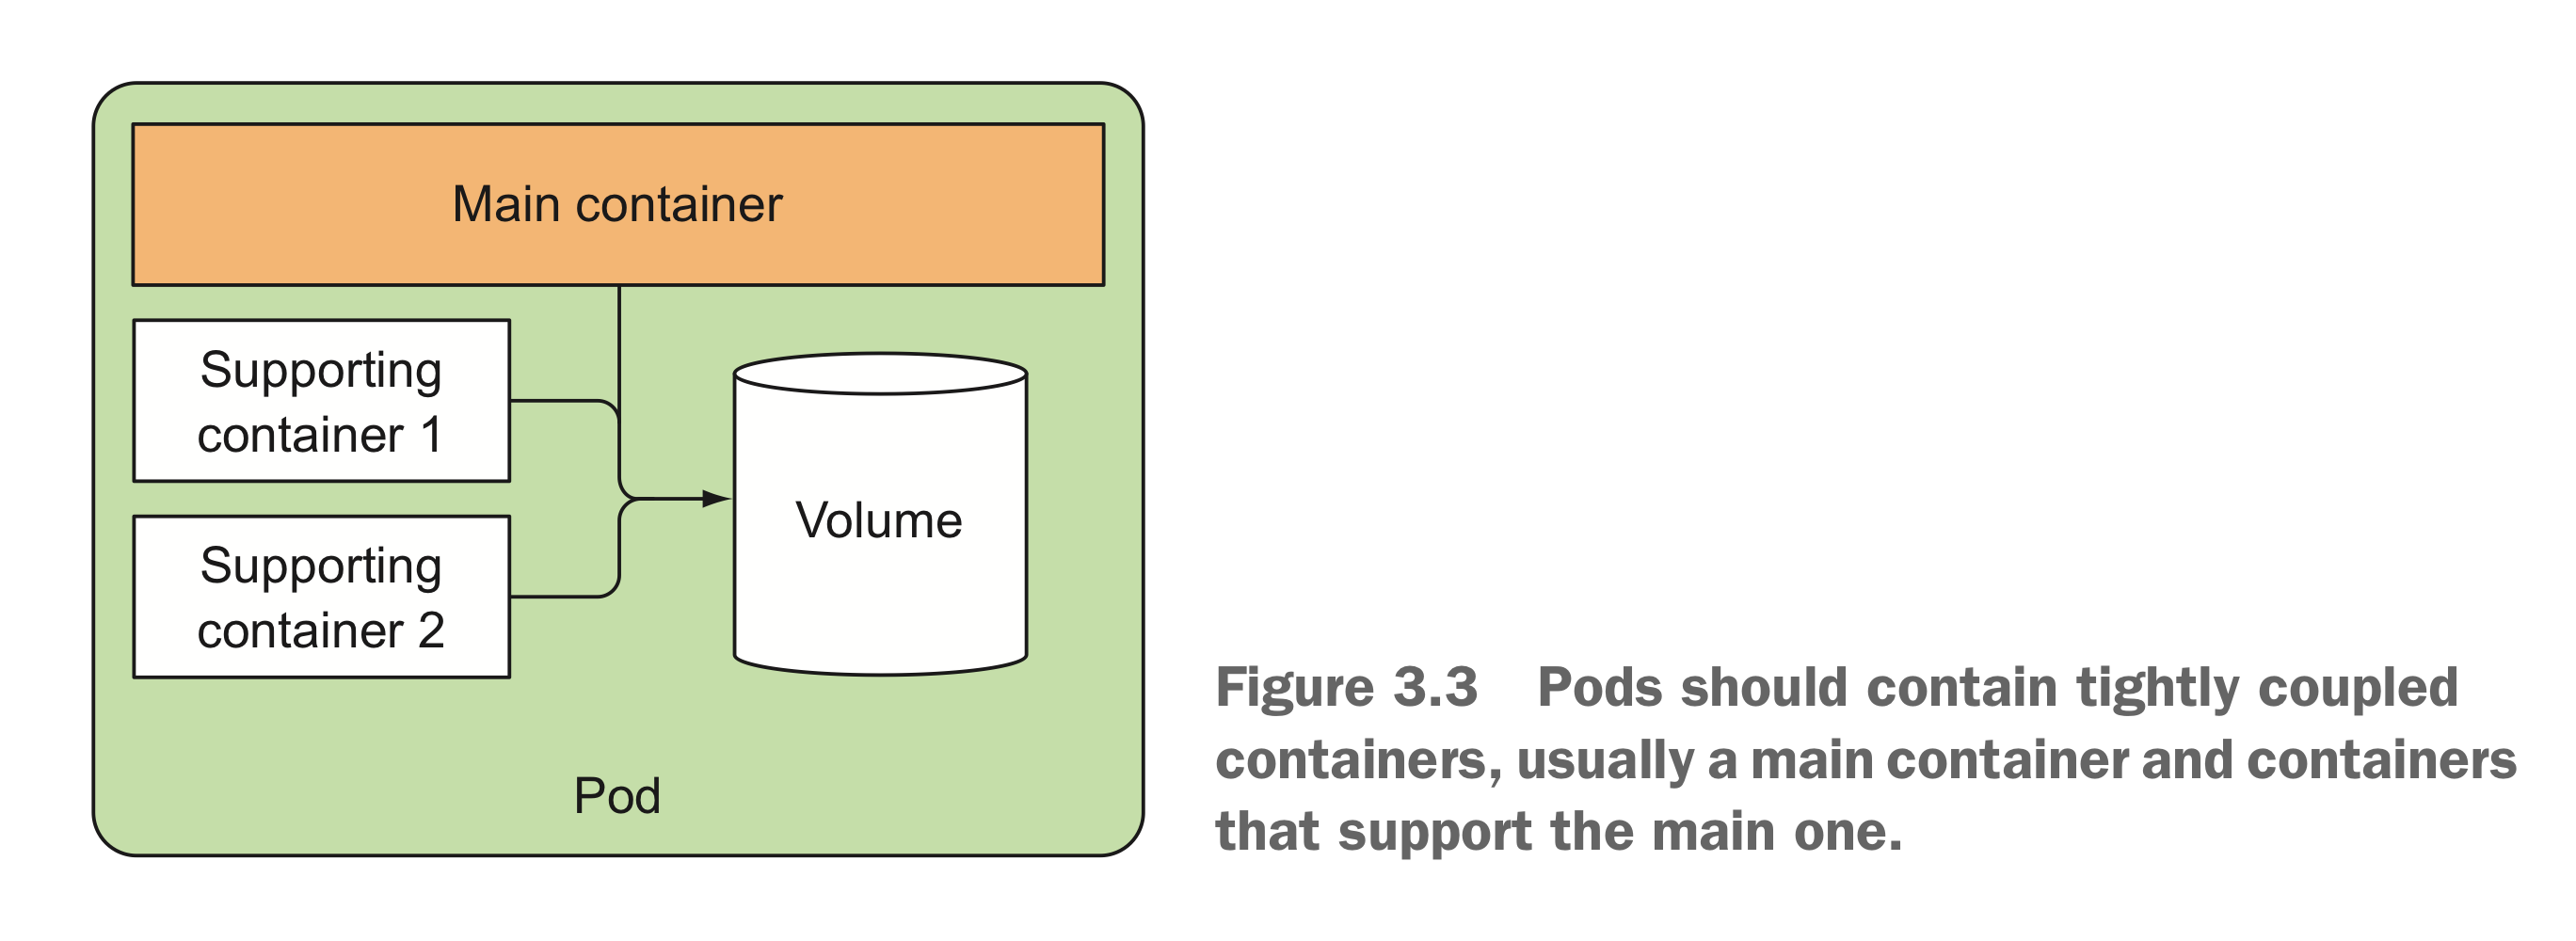 Main container
Supporting
container 1
Supporting
container 2
Volume
Pod
Figure 3.3 Pods should contain tightly coupled
containers, usually a main container and containers
that support the main one.